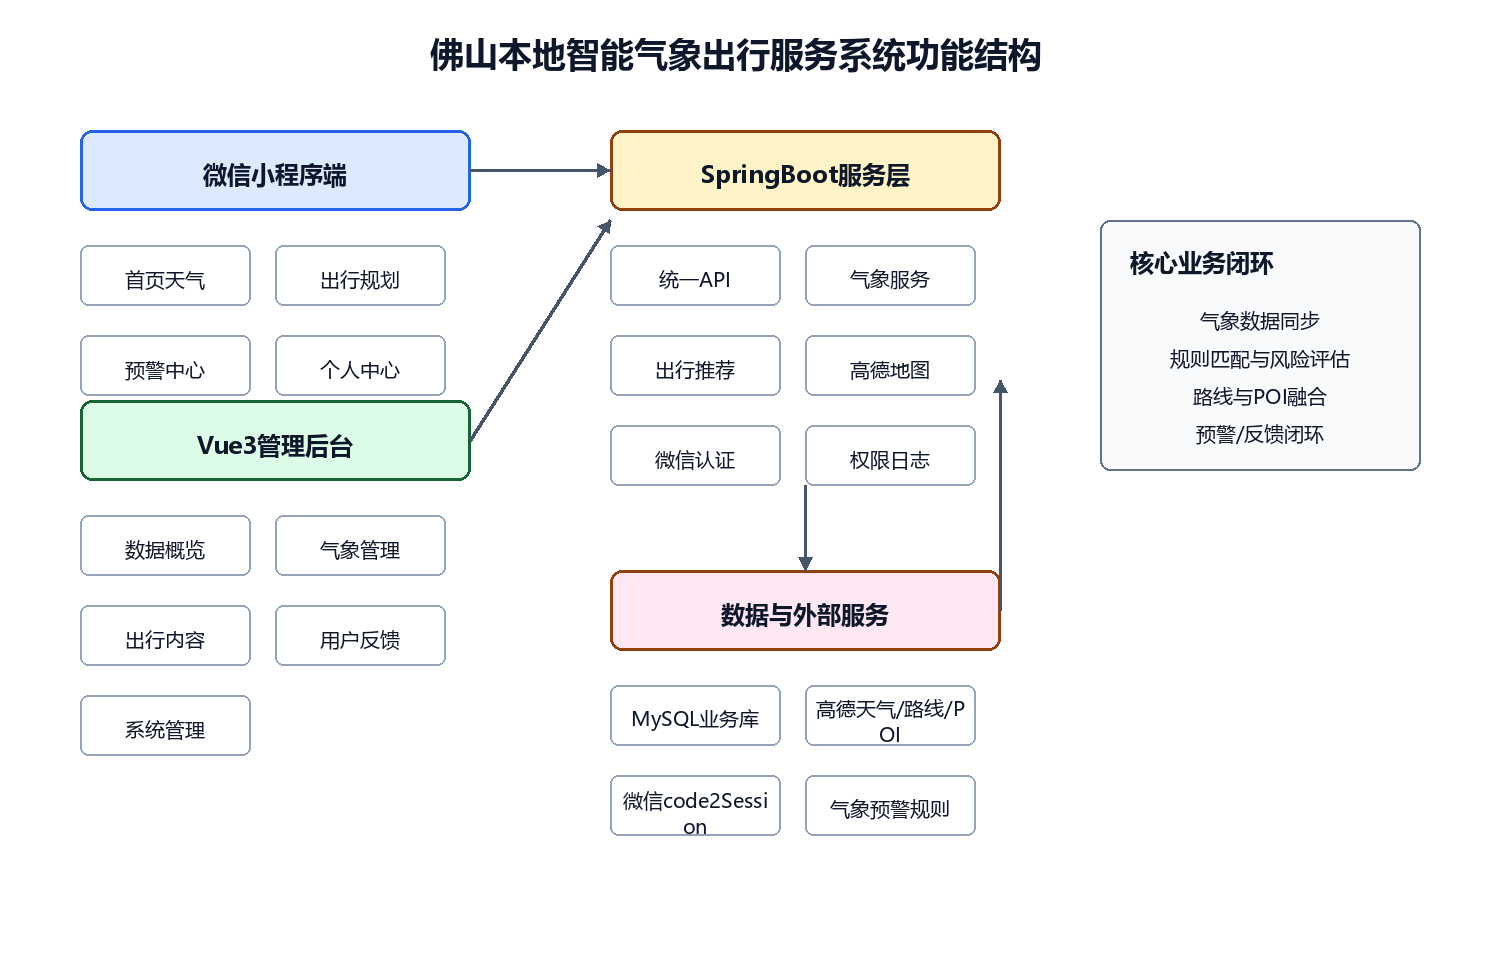 佛山本地智能气象出行服务系统功能结构
微信小程序端
首页天气
出行规划
预警中心
个人中心
Vue3管理后台
数据概览
气象管理
出行内容
用户反馈
系统管理
SpringBoot服务层
统一API
气象服务
出行推荐
高德地图
微信认证
权限日志
数据与外部服务
MySQL业务库
高德天气/路线/P
OI
微信code2Sessi
on
气象预警规则
核心业务闭环
气象数据同步
规则匹配与风险评估
路线与POI融合
预警/反馈闭环